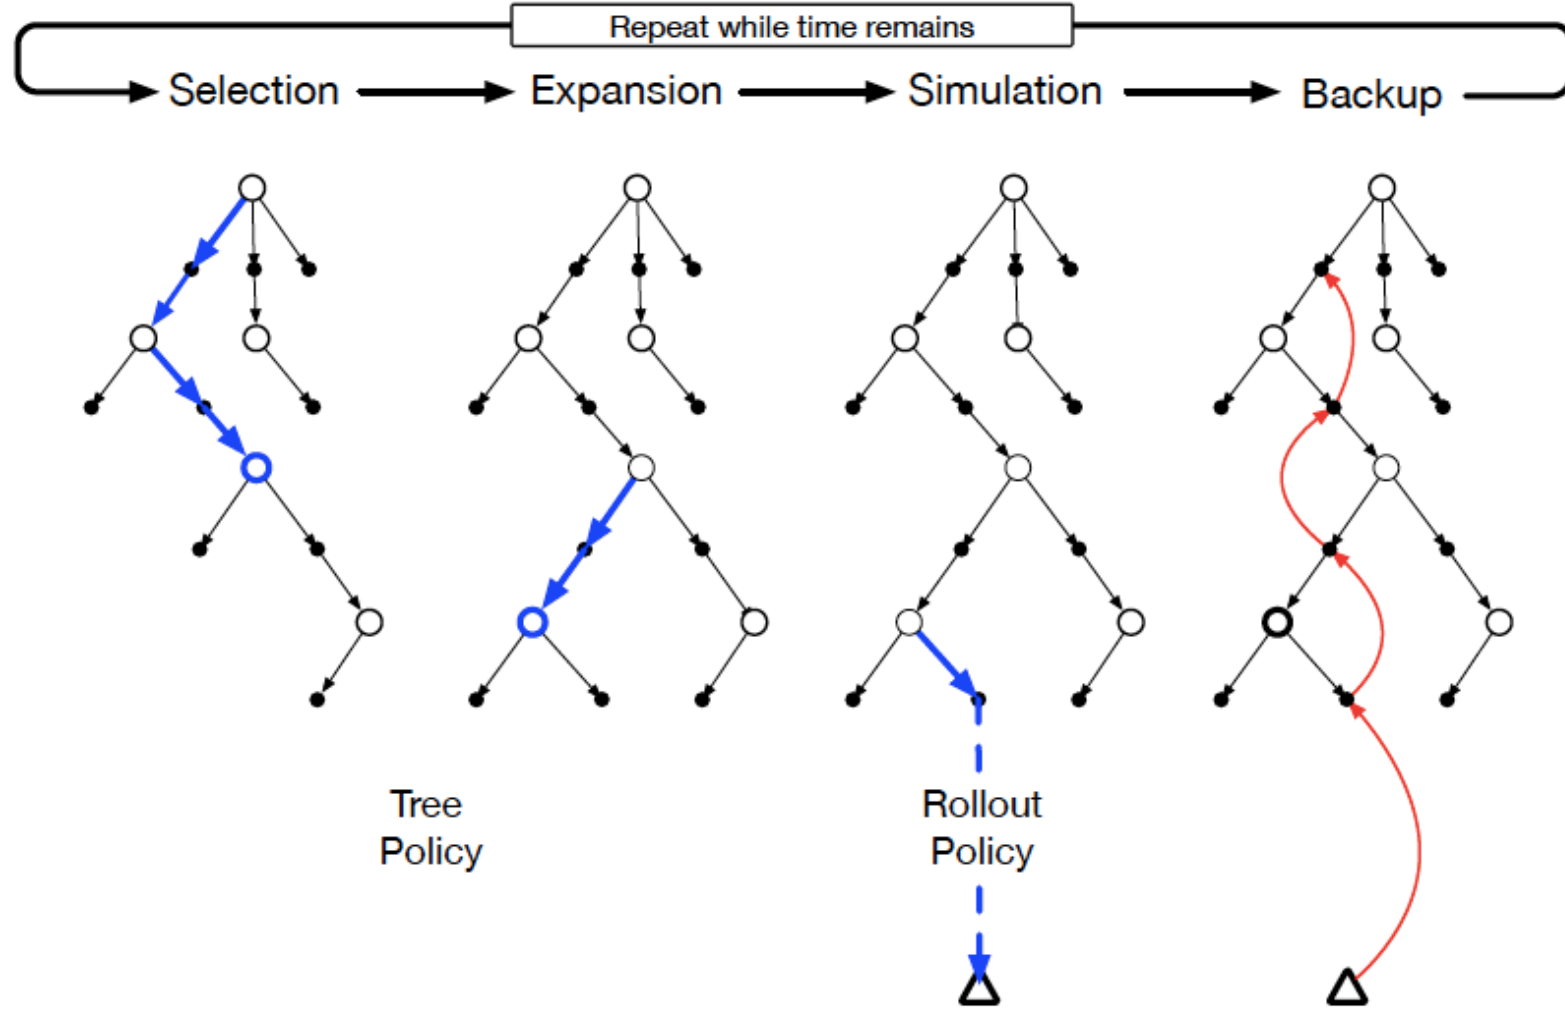 Repeat while time remains
Selection
Expansion
Simulation
Backup
Tree
Policy
Rollout
Policy